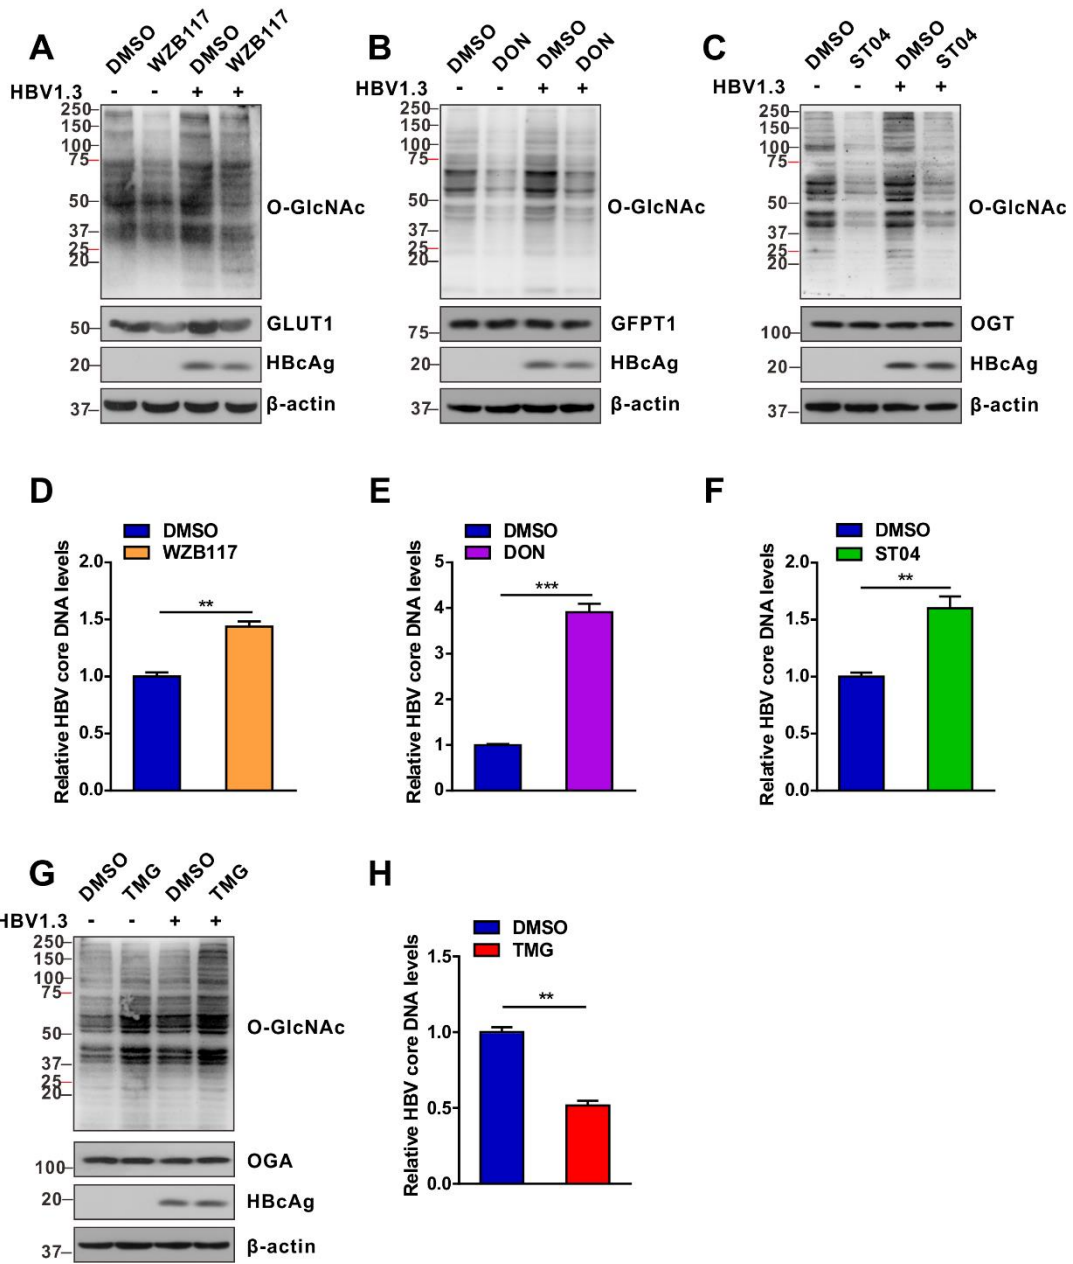 A
DMSO
WZB117
DMSO
WZB117
HBV1.3
- - + +
250
150
100
75
50
37
25
20
O-GlcNAc
50
GLUT1
20
HBcAg
37
β-actin
B
DMSO
DON
DMSO
DON
HBV1.3
- - + +
250
150
100
75
50
37
25
20
O-GlcNAc
75
GFPT1
20
HBcAg
37
β-actin
C
DMSO
ST04
DMSO
ST04
HBV1.3
- - + +
250
150
100
75
50
37
25
20
O-GlcNAc
100
OGT
20
HBcAg
37
β-actin
D
DMSO
WZB117
Relative HBV core DNA levels
2.0
1.5
1.0
0.5
0.0
**
E
DMSO
DON
Relative HBV core DNA levels
5
4
3
2
1
0
***
F
DMSO
ST04
Relative HBV core DNA levels
2.0
1.5
1.0
0.5
0.0
**
G
DMSO
TMG
DMSO
TMG
HBV1.3
- - + +
250
150
100
75
50
37
25
20
O-GlcNAc
100
OGA
20
HBcAg
37
β-actin
H
DMSO
TMG
Relative HBV core DNA levels
1.5
1.0
0.5
0.0
**